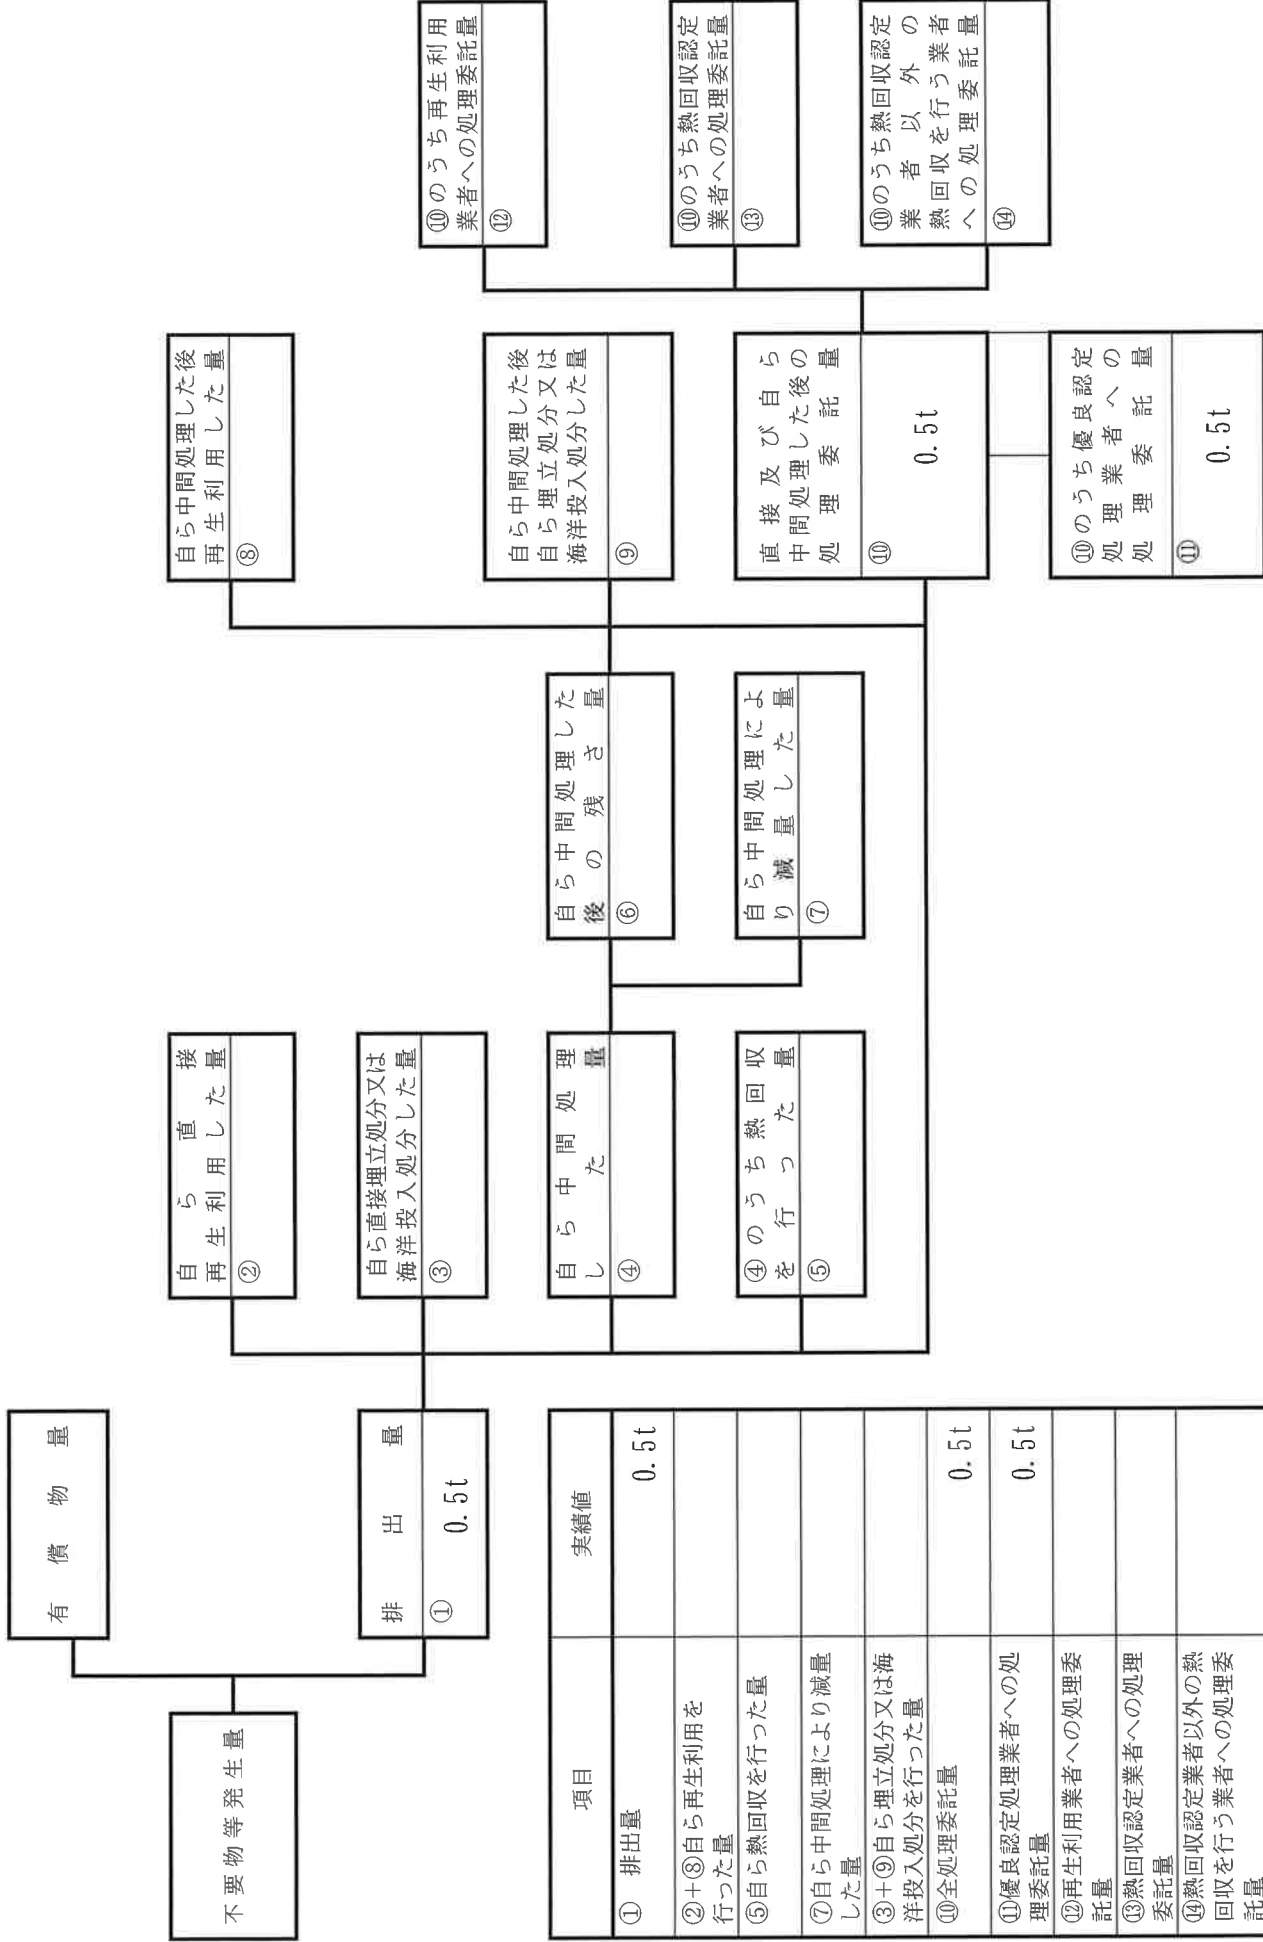 不要物等発生量
有償物量
排出量
①
0.5t
自ら直接
再生利用した量
②
自ら直接埋立処分又は
海洋投入処分した量
③
自ら中間処理
した量
④
④のうち熱回収
を行った量
⑤
自ら中間処理した
後の残さ量
⑥
自ら中間処理によ
り減量した量
⑦
自ら中間処理した後
再生利用した量
⑧
自ら中間処理した後
自ら埋立処分又は
海洋投入処分した量
⑨
直接及び自ら
中間処理した後の
処理委託量
⑩
0.5t
⑩のうち優良認定
処理業者への
処理委託量
⑪
0.5t
⑩のうち再生利用
業者への処理委託量
⑫
⑩のうち熱回収認定
業者への処理委託量
⑬
⑩のうち熱回収認定
業者以外の
熱回収を行う業者
への処理委託量
⑭
項目 実績値
① 排出量 0.5t
②+⑧自ら再生利用を
行った量
⑤自ら熱回収を行った量
⑦自ら中間処理により減量
した量
③+⑨自ら埋立処分又は海
洋投入処分を行った量
⑩全処理委託量 0.5t
⑪優良認定処理業者への処
理委託量 0.5t
⑫再生利用業者への処理委
託量
⑬熱回収認定業者への処理
委託量
⑭熱回収認定業者以外の熱
回収を行う業者への処理委
託量